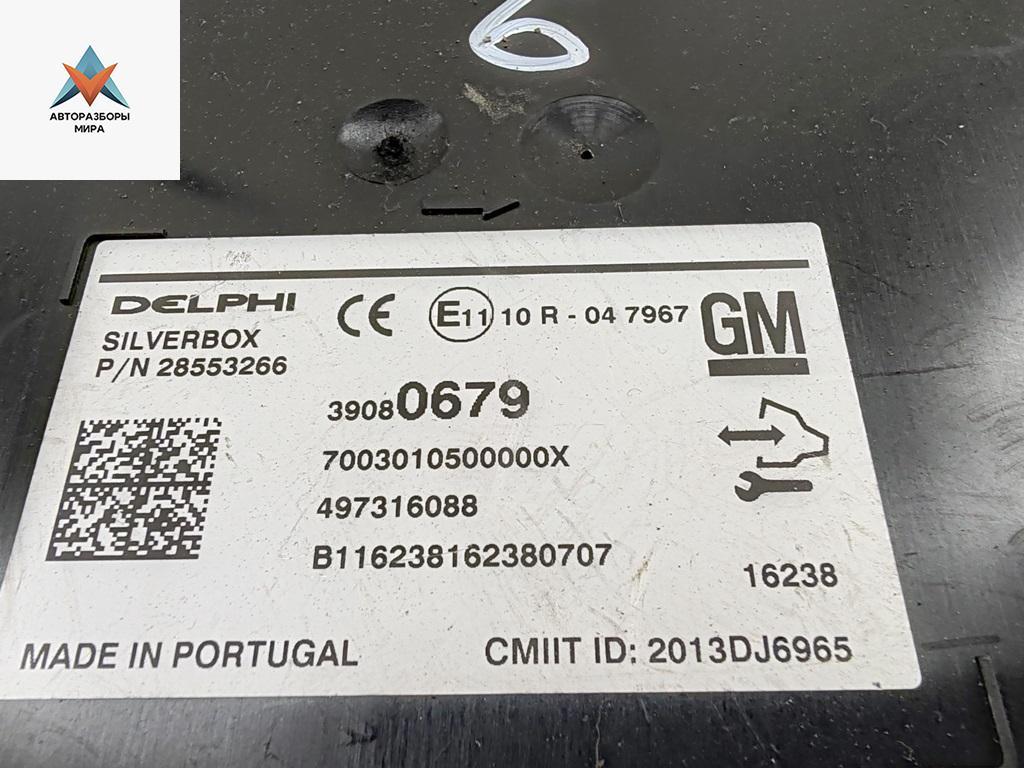 6
АВТОРАЗБОРЫ
МИРА
DELPHI CE E11 10 R - 04 7967 GM
SILVERBOX
P/N 28553266
39080679
7003010500000X
497316088
B116238162380707
16238
MADE IN PORTUGAL CMIIT ID: 2013DJ6965